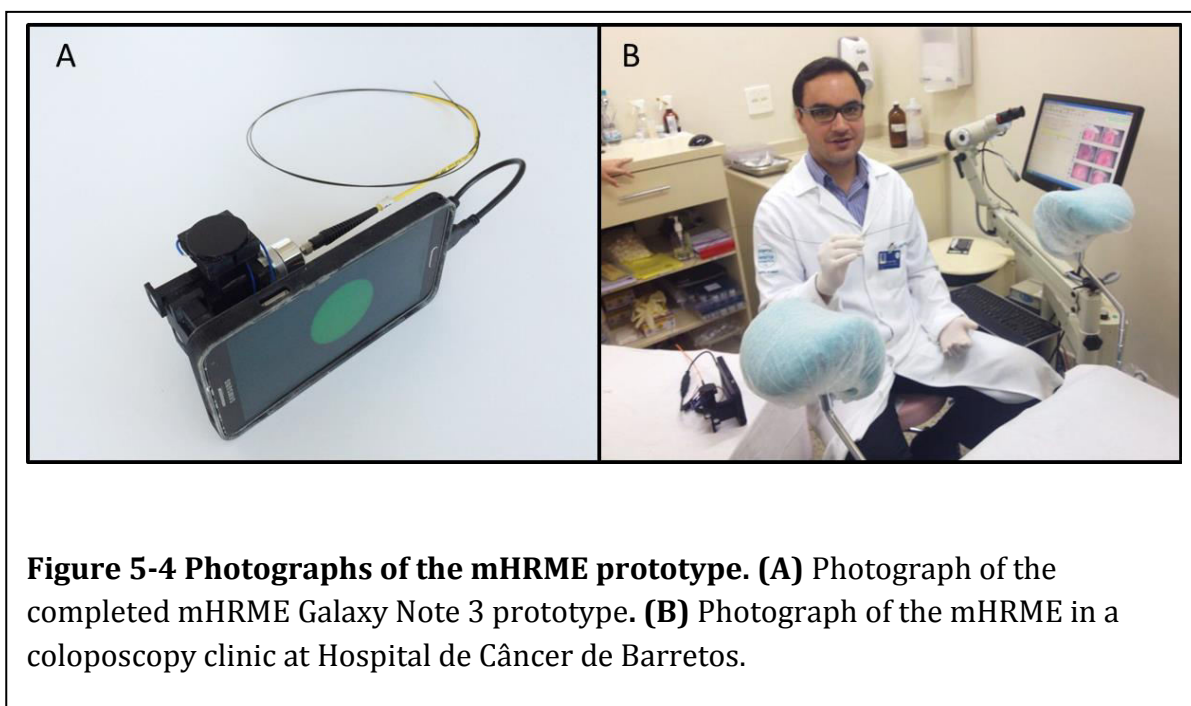 A
B
SAMSUNG
Figure 5-4 Photographs of the mHRME prototype. (A) Photograph of the
completed mHRME Galaxy Note 3 prototype. (B) Photograph of the mHRME in a
coloposcopy clinic at Hospital de Câncer de Barretos.